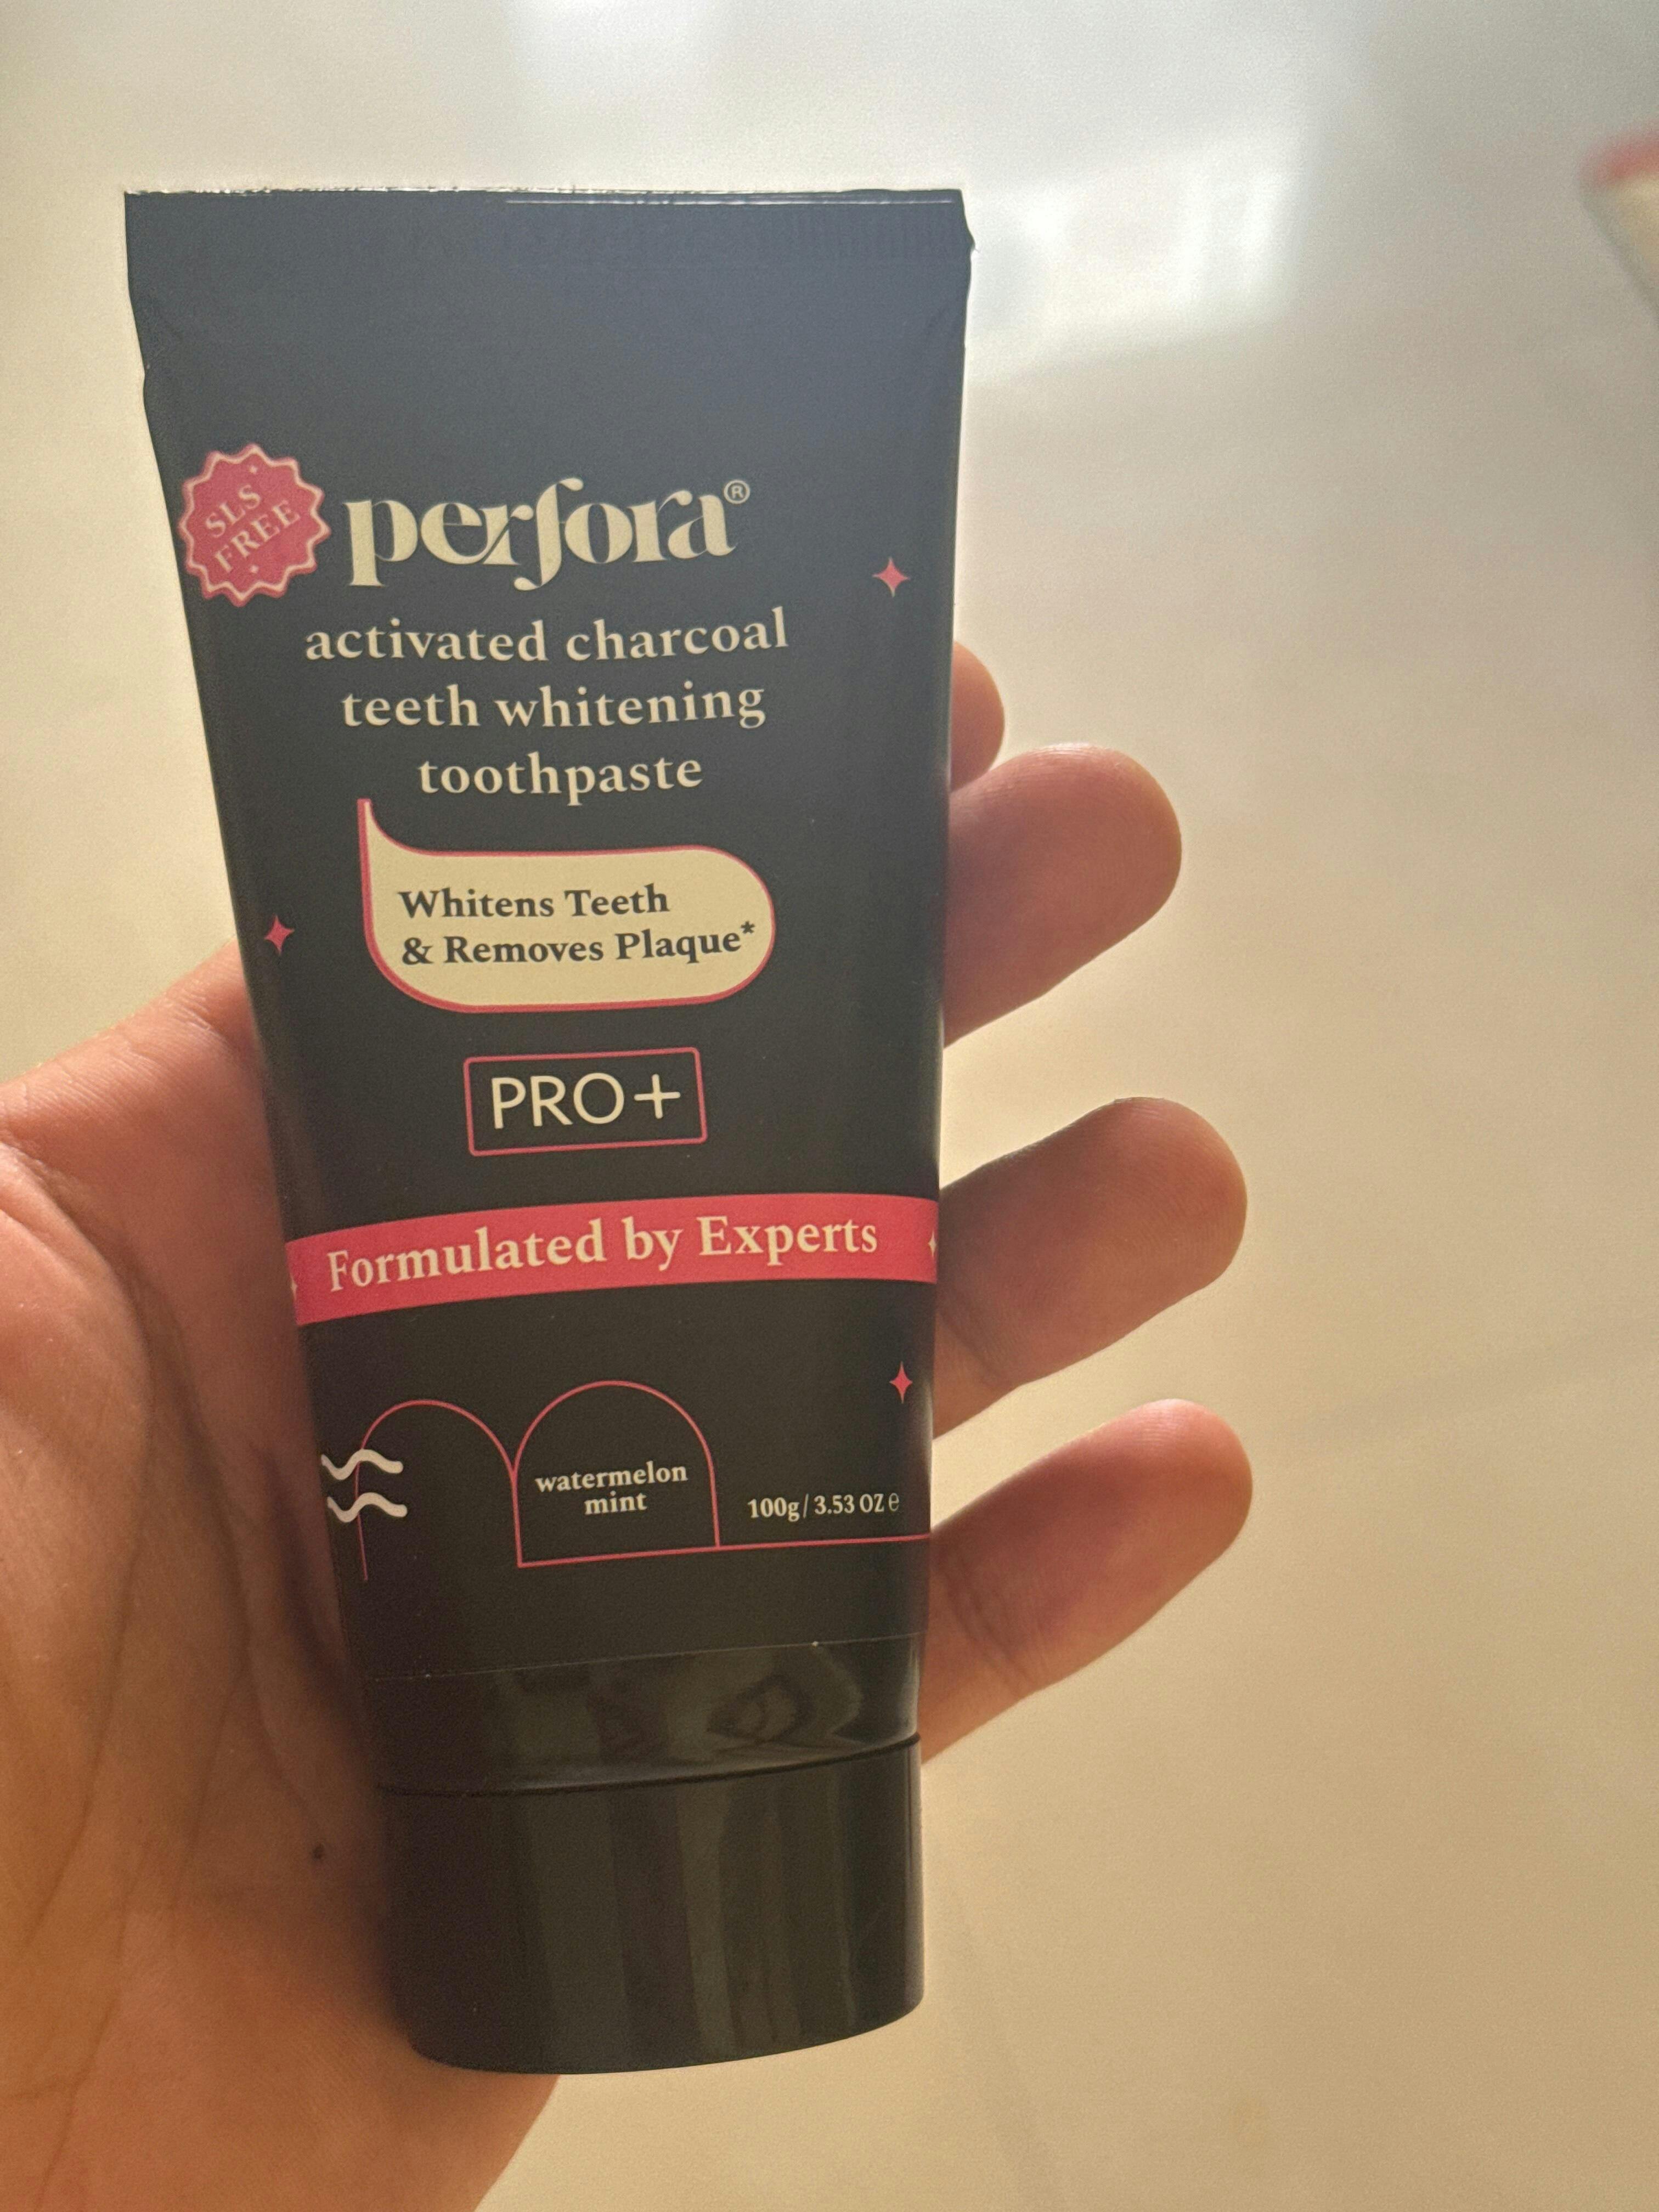 SLS
FREE
perfora®
activated charcoal
teeth whitening
toothpaste
Whitens Teeth
& Removes Plaque*
PRO+
Formulated by Experts
watermelon
mint
100g/3.53 OZ ℮